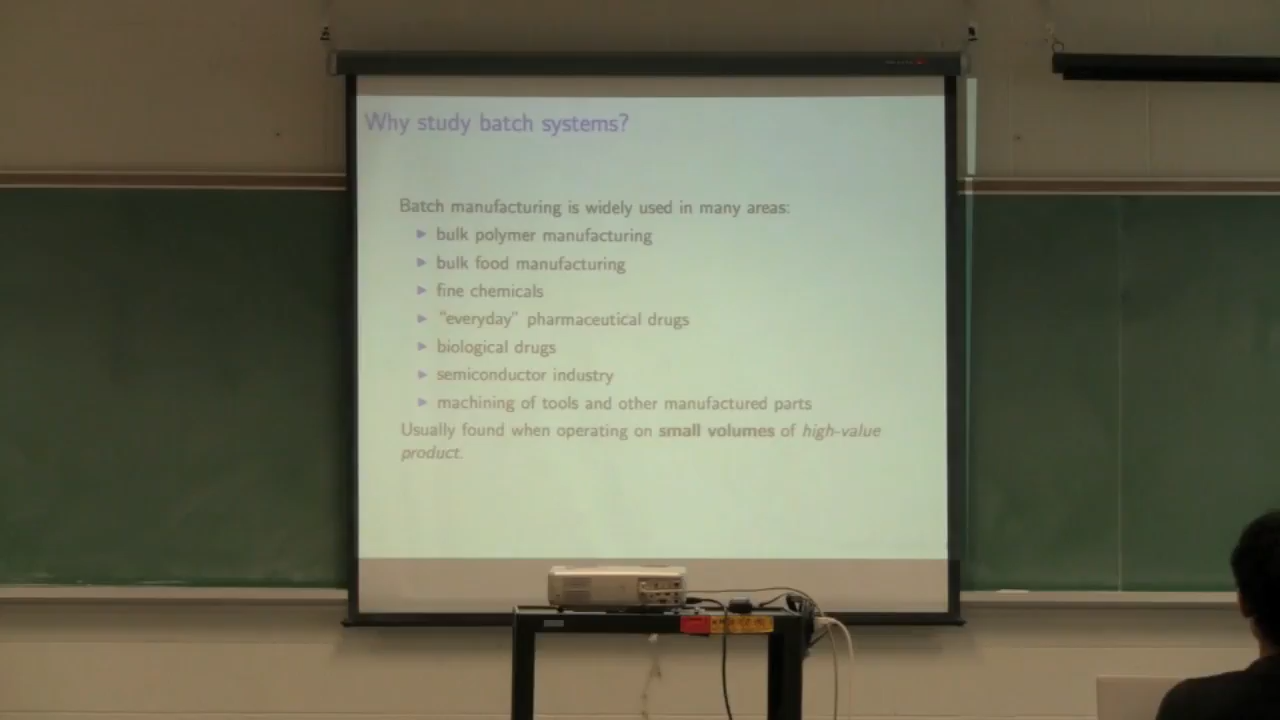 Why study batch systems?
Batch manufacturing is widely used in many areas:
bulk polymer manufacturing
bulk food manufacturing
fine chemicals
"everyday" pharmaceutical drugs
biological drugs
semiconductor industry
machining of tools and other manufactured parts
Usually found when operating on small volumes of high-value
product.